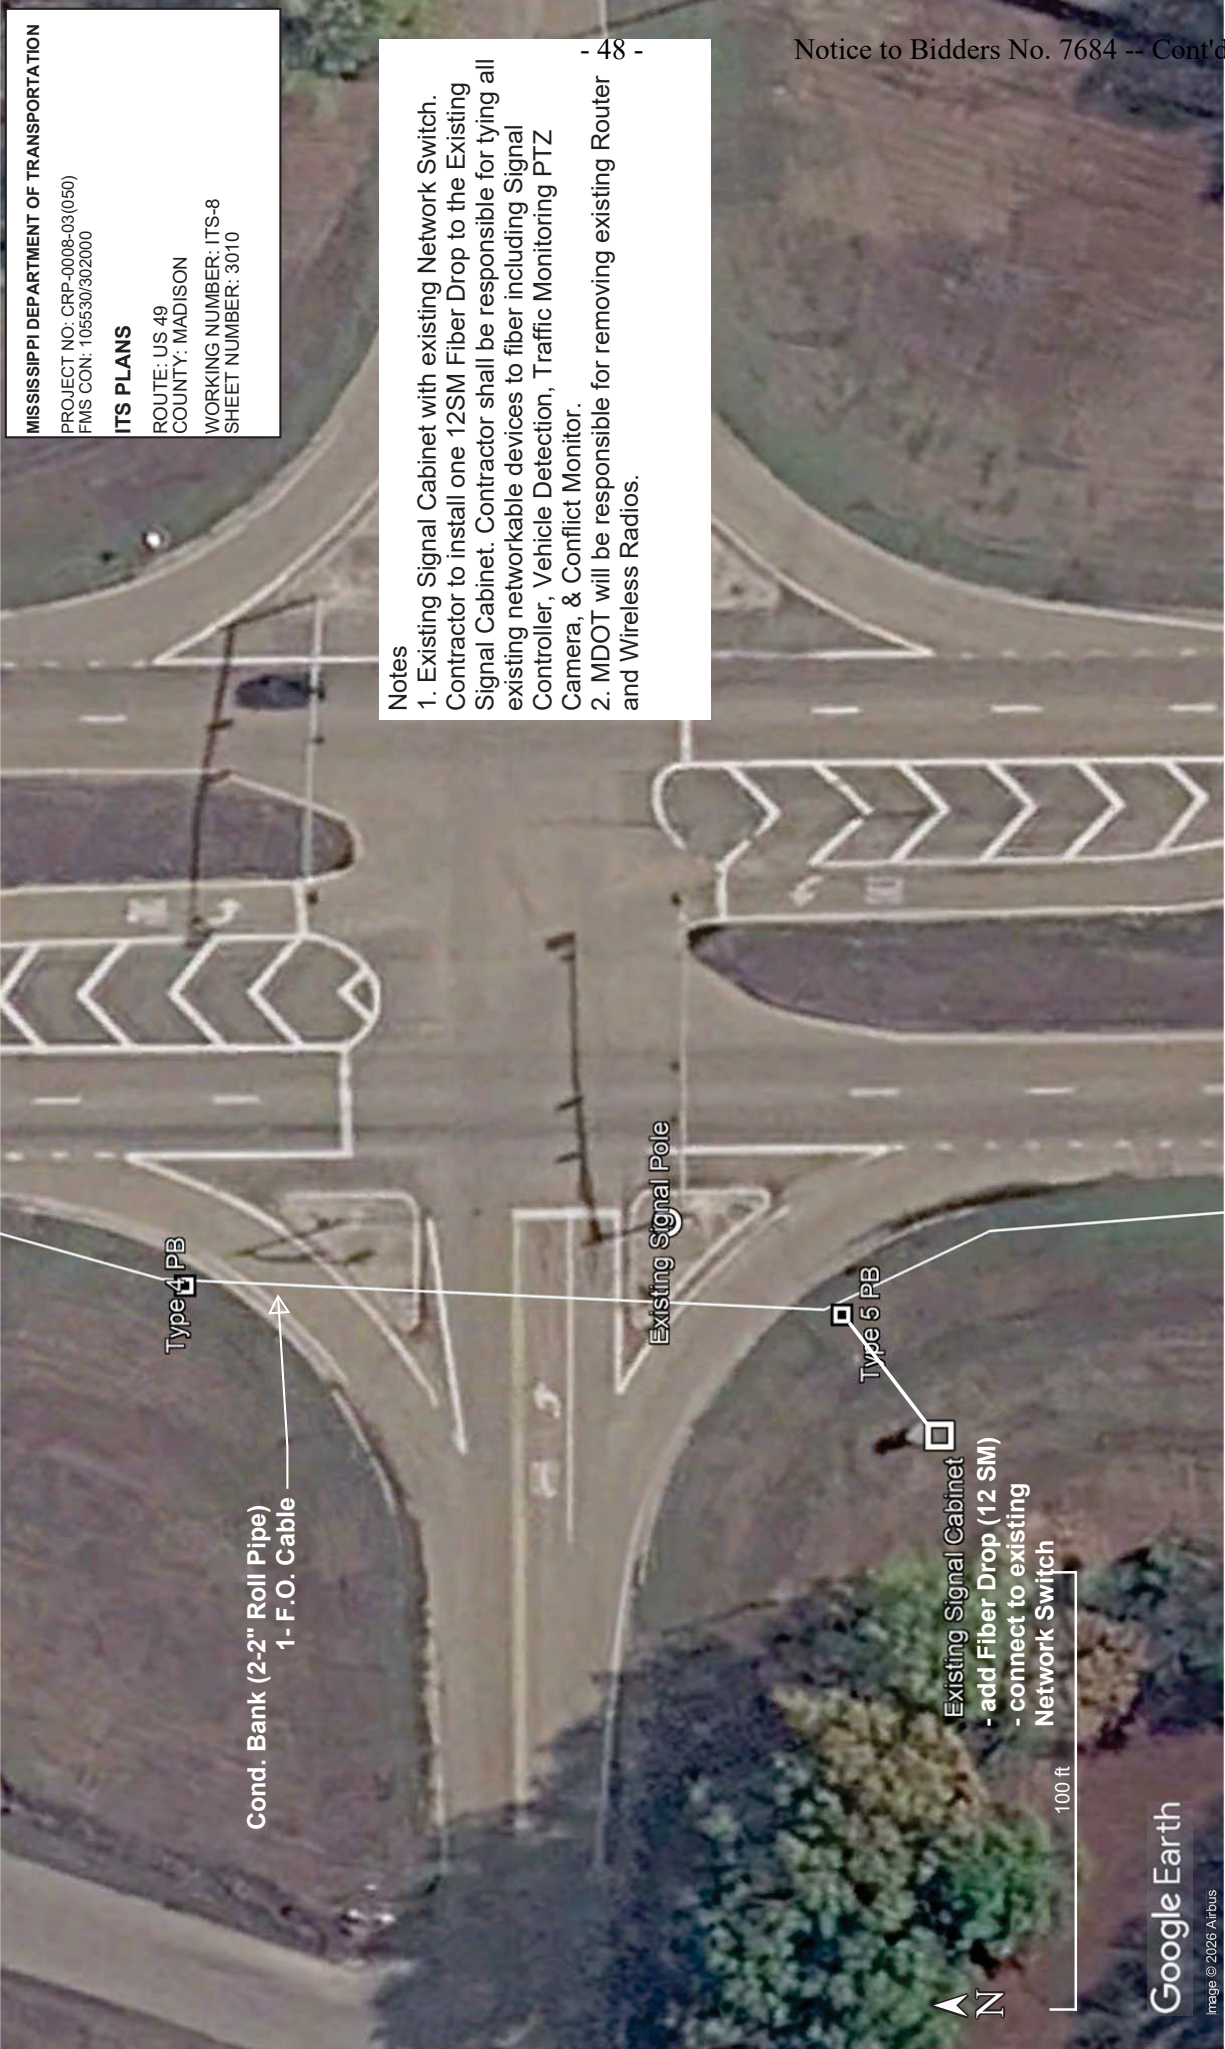 - 48 -
Notice to Bidders No. 7684 -- Cont'd
MISSISSIPPI DEPARTMENT OF TRANSPORTATION
PROJECT NO: CRP-0008-03(050)
FMS CON: 105530/302000
ITS PLANS
ROUTE: US 49
COUNTY: MADISON
WORKING NUMBER: ITS-8
SHEET NUMBER: 3010
Notes
1. Existing Signal Cabinet with existing Network Switch.
Contractor to install one 12SM Fiber Drop to the Existing
Signal Cabinet. Contractor shall be responsible for tying all
existing networkable devices to fiber including Signal
Controller, Vehicle Detection, Traffic Monitoring PTZ
Camera, & Conflict Monitor.
2. MDOT will be responsible for removing existing Router
and Wireless Radios.
Type 4 PB
Cond. Bank (2-2" Roll Pipe)
1- F.O. Cable
Existing Signal Pole
Type 5 PB
Existing Signal Cabinet
- add Fiber Drop (12 SM)
- connect to existing
Network Switch
100 ft
N
Google Earth
Image © 2026 Airbus